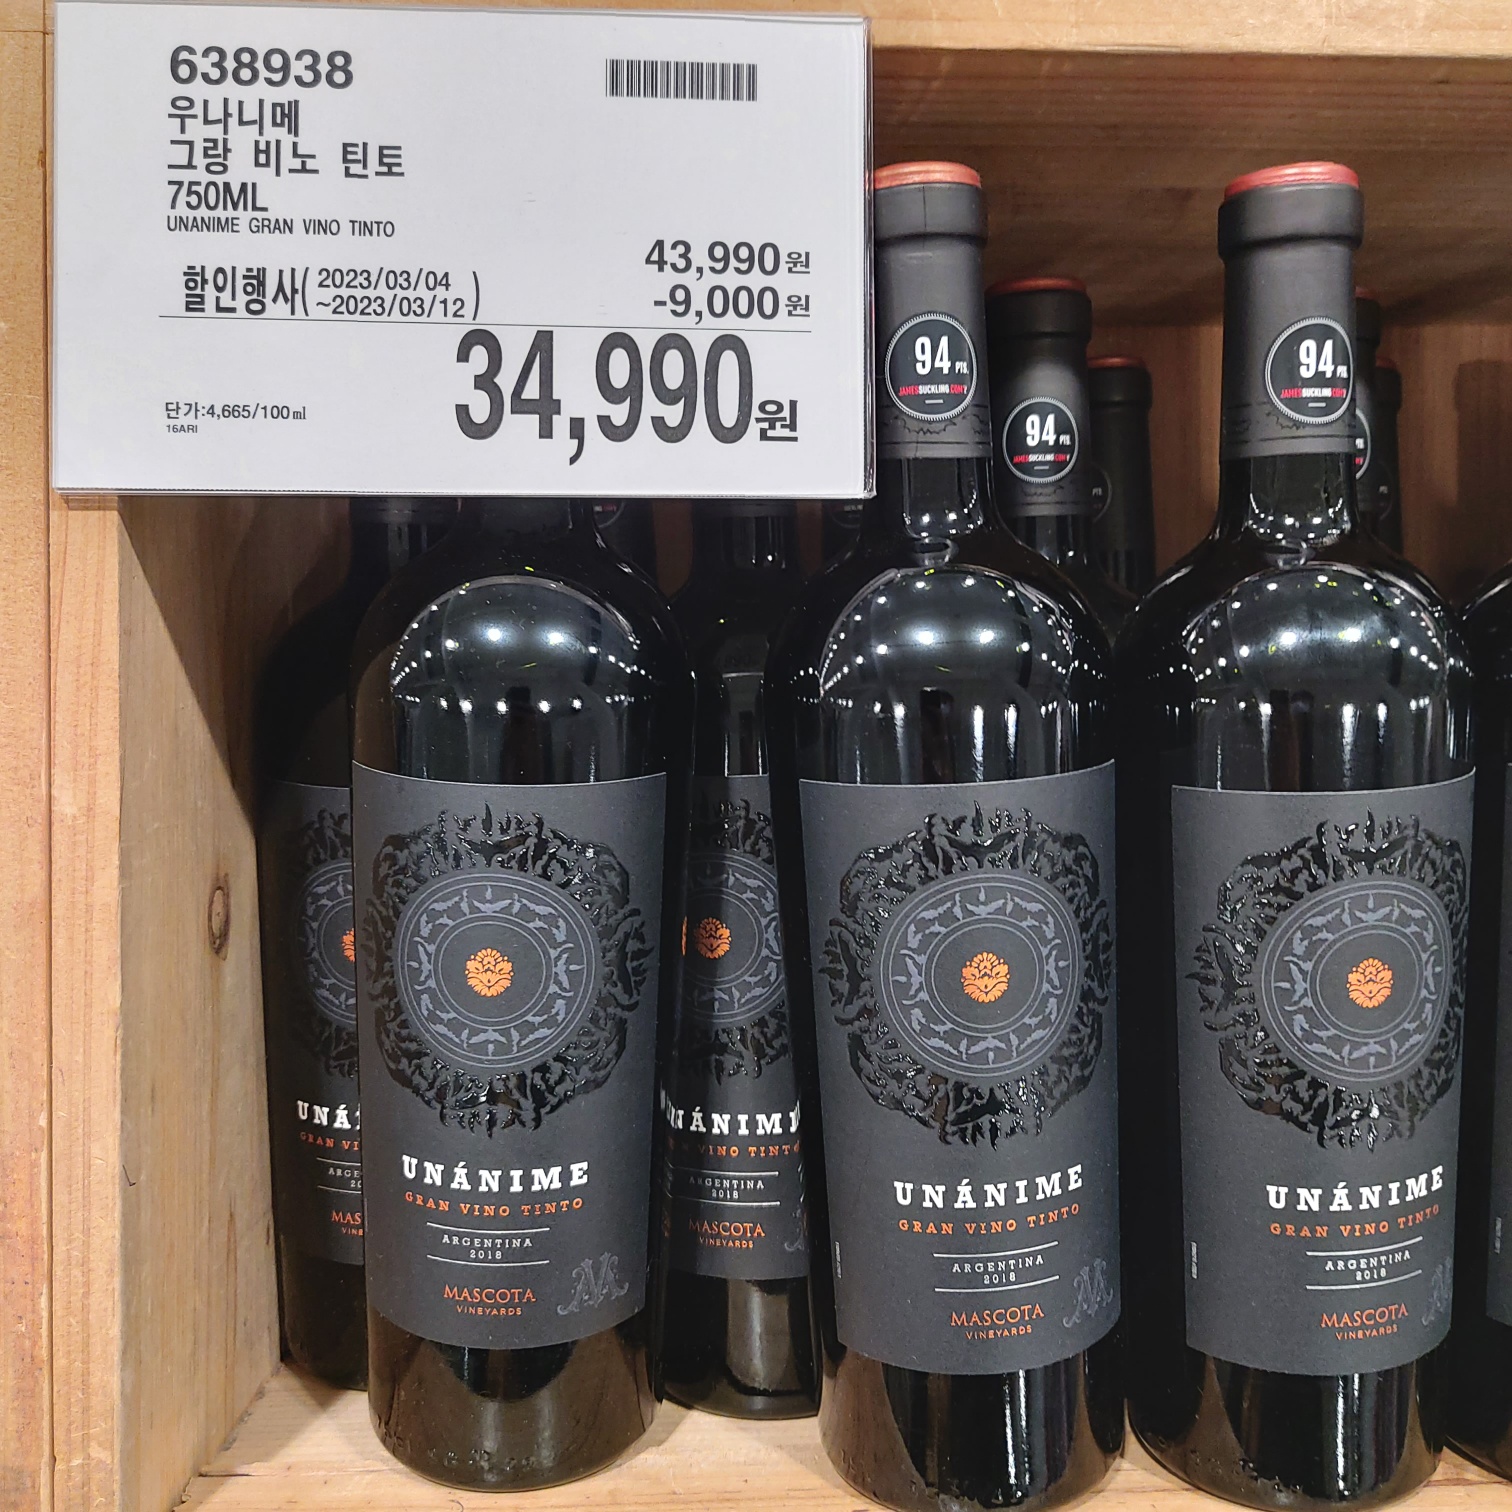 638938
우나니메
그랑 비노 틴토
750ML
UNANIME GRAN VINO TINTO
43,990원
할인행사( 2023/03/04
~2023/03/12 )
-9,000원
34,990원
단가:4,665/100㎖
16ARI
94 PTS.
JAMESSUCKLING.COM
94 PTS.
JAMESSUCKLING.COM
94 PTS.
JAMESSUCKLING.COM
UNÁNIME
GRAN VINO TINTO
ARGENTINA
2018
MASCOTA
VINEYARDS
UNÁNIME
VINO TINTO
ARGENTINA
2018
MASCOTA
VINEYARDS
UNÁNIME
GRAN VINO TINTO
ARGENTINA
2018
MASCOTA
VINEYARDS
UNÁNIME
GRAN VINO TINTO
ARGENTINA
2018
MASCOTA
VINEYARDS